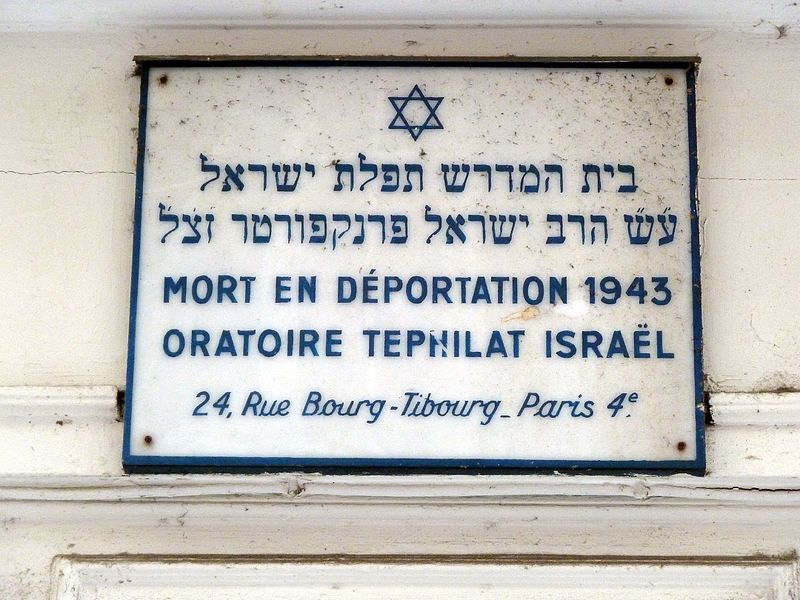 בית המדרש תפלת ישראל
ע״ש הרב ישראל פרנקפורטר זצ״ל
MORT EN DÉPORTATION 1943
ORATOIRE TEPHILAT ISRAËL
24, Rue Bourg-Tibourg_Paris 4e.